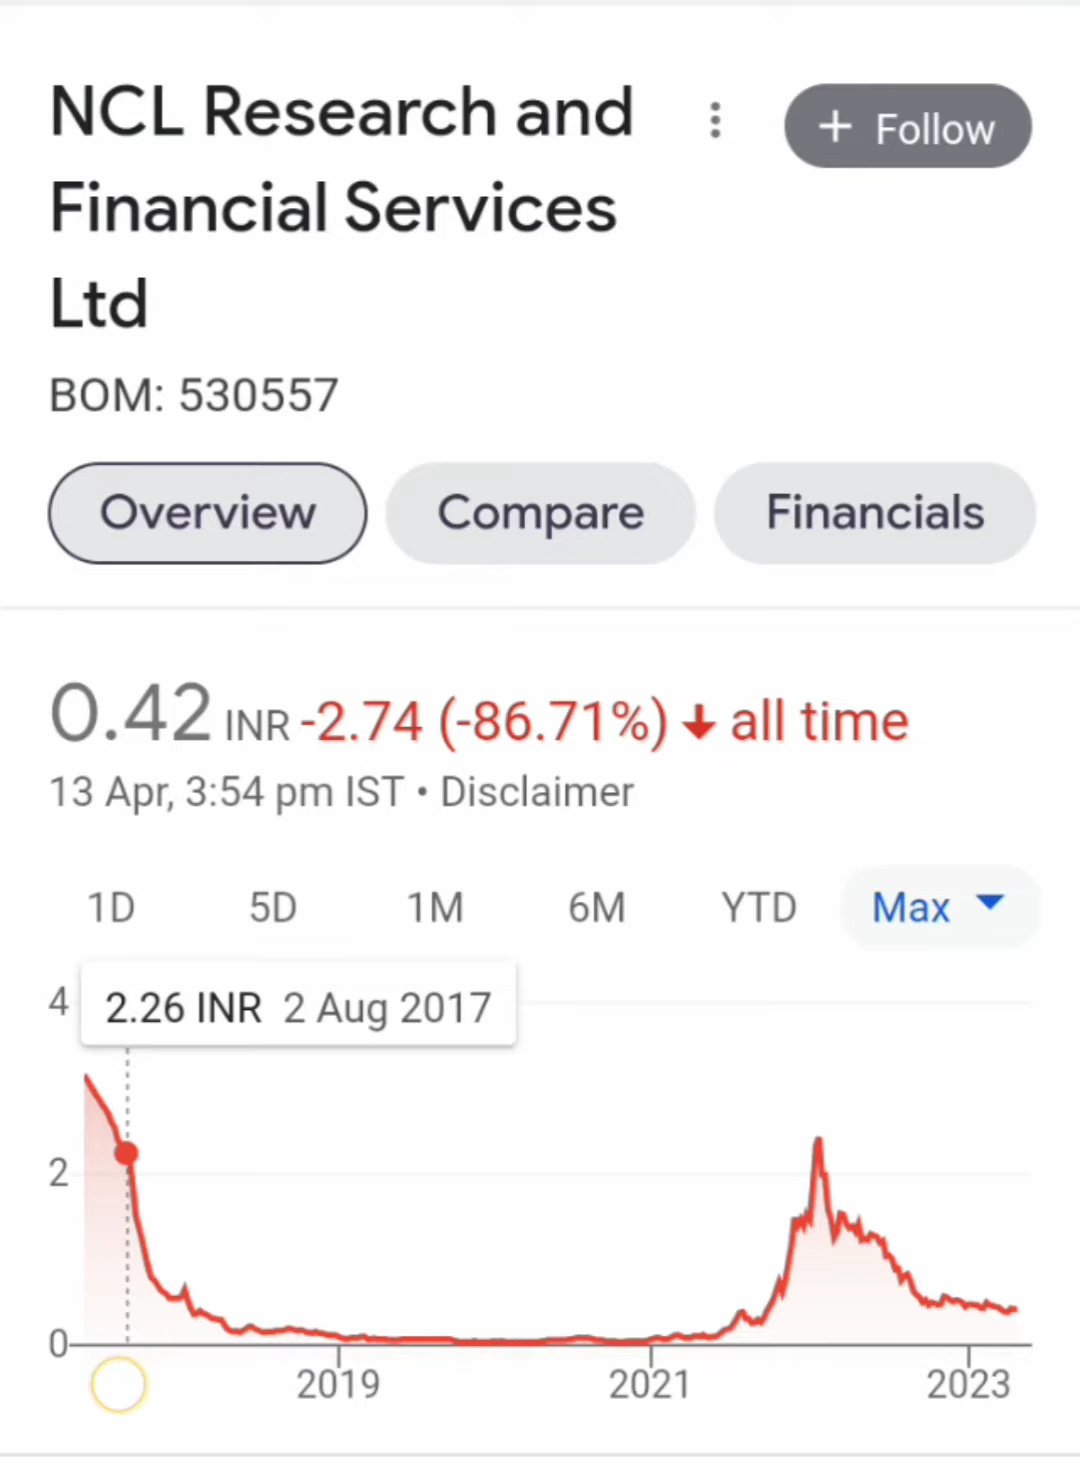 NCL Research and
Financial Services
Ltd
+ Follow
BOM: 530557
Overview
Compare
Financials
0.42 INR -2.74 (-86.71%) ↓ all time
13 Apr, 3:54 pm IST • Disclaimer
1D 5D 1M 6M YTD Max
2.26 INR 2 Aug 2017
4
2
0
2019 2021 2023